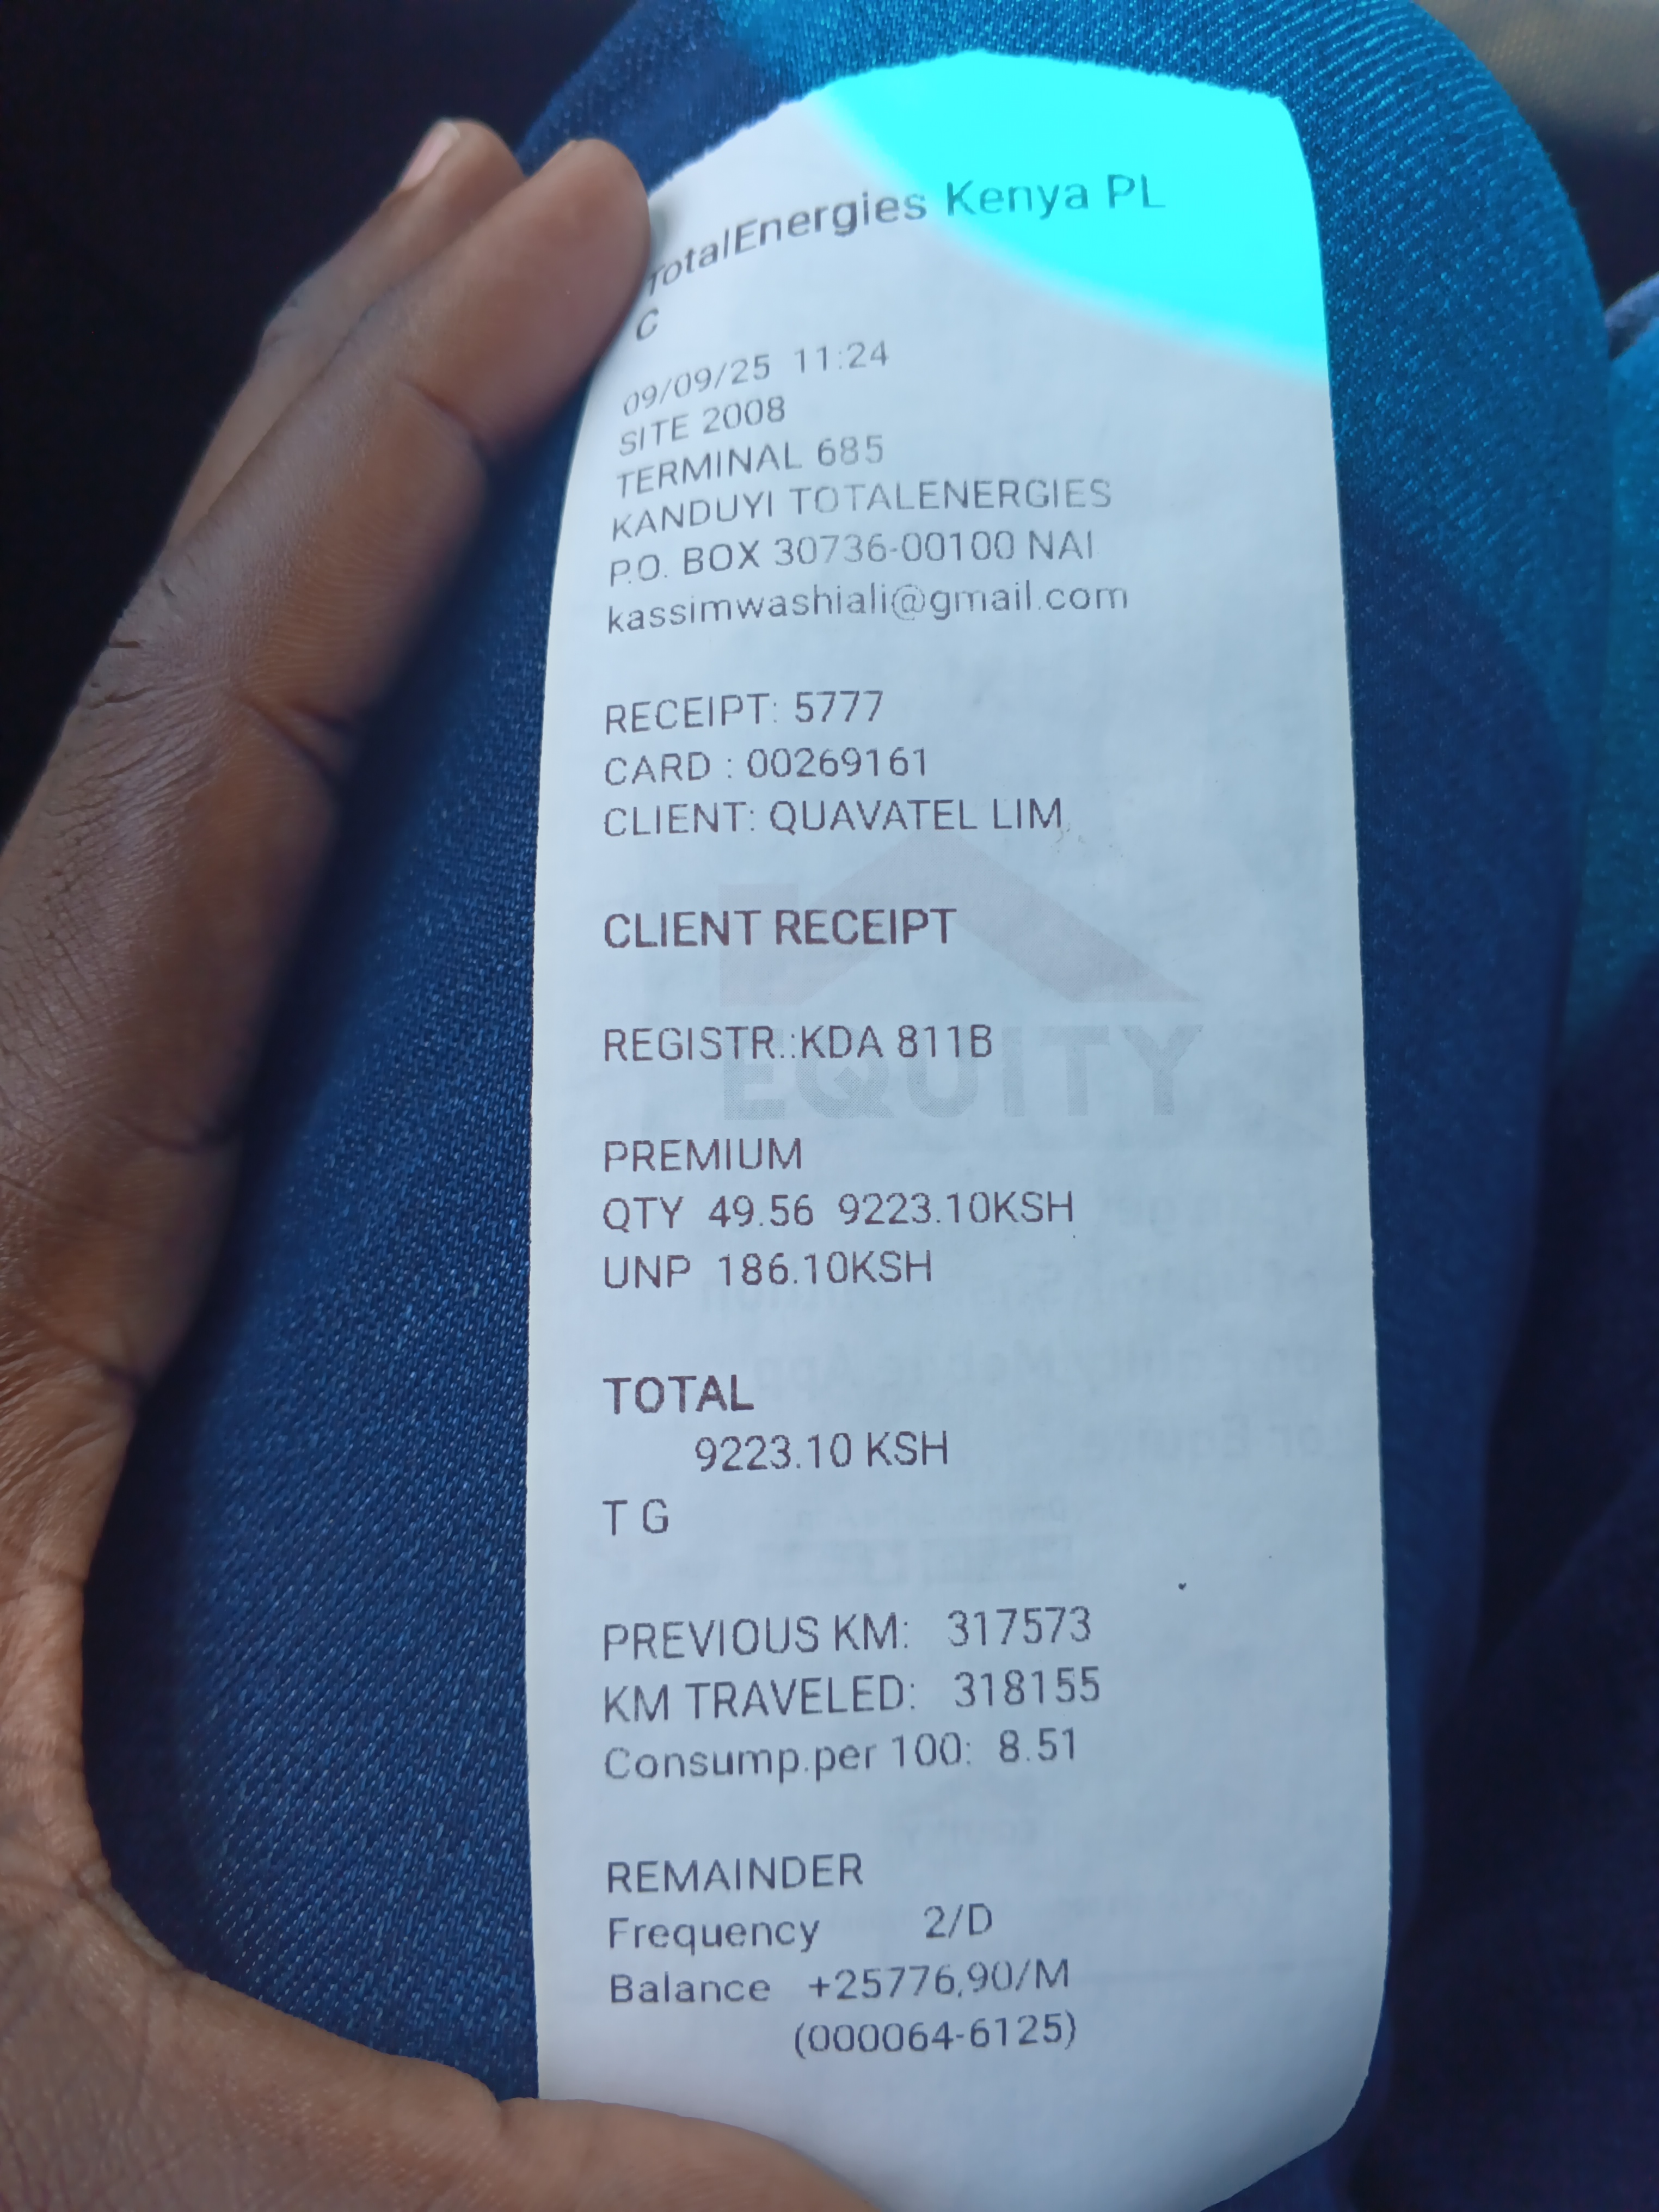 TotalEnergies Kenya PL
C
09/09/25 11:24
SITE 2008
TERMINAL 685
KANDUYI TOTALENERGIES
P.O. BOX 30736-00100 NAI
kassimwashiali@gmail.com
RECEIPT: 5777
CARD : 00269161
CLIENT: QUAVATEL LIM
CLIENT RECEIPT
REGISTR.:KDA 811B
EQUITY
PREMIUM
QTY 49.56 9223.10KSH
UNP 186.10KSH
TOTAL
9223.10 KSH
T G
PREVIOUS KM: 317573
KM TRAVELED: 318155
Consump.per 100: 8.51
REMAINDER
Frequency 2/D
Balance +25776,90/M
(000064-6125)